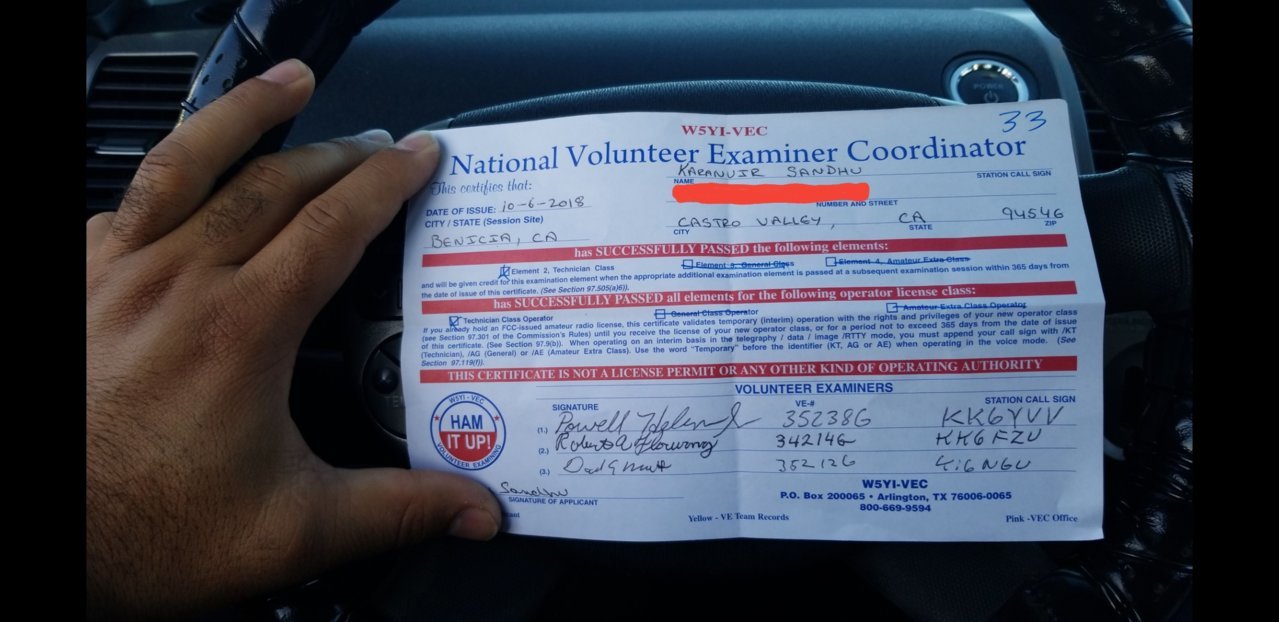 POWER
33
W5YI-VEC
National Volunteer Examiner Coordinator
This certifies that:
KARANVIR SANDHU
NAME
STATION CALL SIGN
DATE OF ISSUE: 10-6-2018
NUMBER AND STREET
CITY / STATE (Session Site)
CASTRO VALLEY, CA 94546
CITY STATE ZIP
BENICIA, CA
has SUCCESSFULLY PASSED the following elements:
Element 2, Technician Class Element 3, General Class Element 4, Amateur Extra Class
and will be given credit for this examination element when the appropriate additional examination element is passed at a subsequent examination session within 365 days from
the date of issue of this certificate. (See Section 97.505(a)6)).
has SUCCESSFULLY PASSED all elements for the following operator license class:
Technician Class Operator General Class Operator Amateur Extra Class Operator
If you already hold an FCC-issued amateur radio license, this certificate validates temporary (interim) operation with the rights and privileges of your new operator class
(see Section 97.301 of the Commission's Rules) until you receive the license of your new operator class, or for a period not to exceed 365 days from the date of issue
of this certificate. (See Section 97.9(b)). When operating on an interim basis in the telegraphy / data / image /RTTY mode, you must append your call sign with /KT
(Technician), /AG (General) or /AE (Amateur Extra Class). Use the word "Temporary" before the identifier (KT, AG or AE) when operating in the voice mode. (See
Section 97.119(f)).
THIS CERTIFICATE IS NOT A LICENSE PERMIT OR ANY OTHER KIND OF OPERATING AUTHORITY
VOLUNTEER EXAMINERS
SIGNATURE VE-# STATION CALL SIGN
(1.) Powell 35238G KK6YVV
(2.) Robert A 34214G KK6FZU
(3.) 35212G KI6NGU
W5YI - VEC
HAM
IT UP!
VOLUNTEER EXAMINING
Sandhu
SIGNATURE OF APPLICANT
W5YI-VEC
P.O. Box 200065 • Arlington, TX 76006-0065
800-669-9594
Yellow - VE Team Records Pink -VEC Office